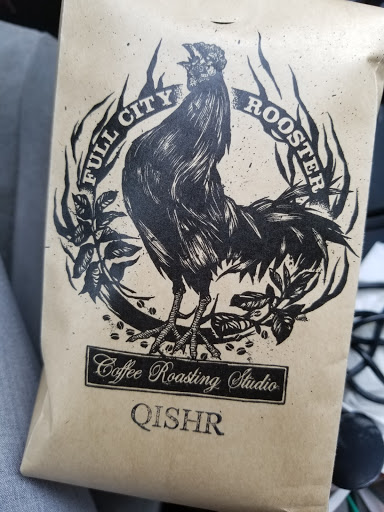 FULL CITY ROOSTER
Coffee Roasting Studio
QISHR